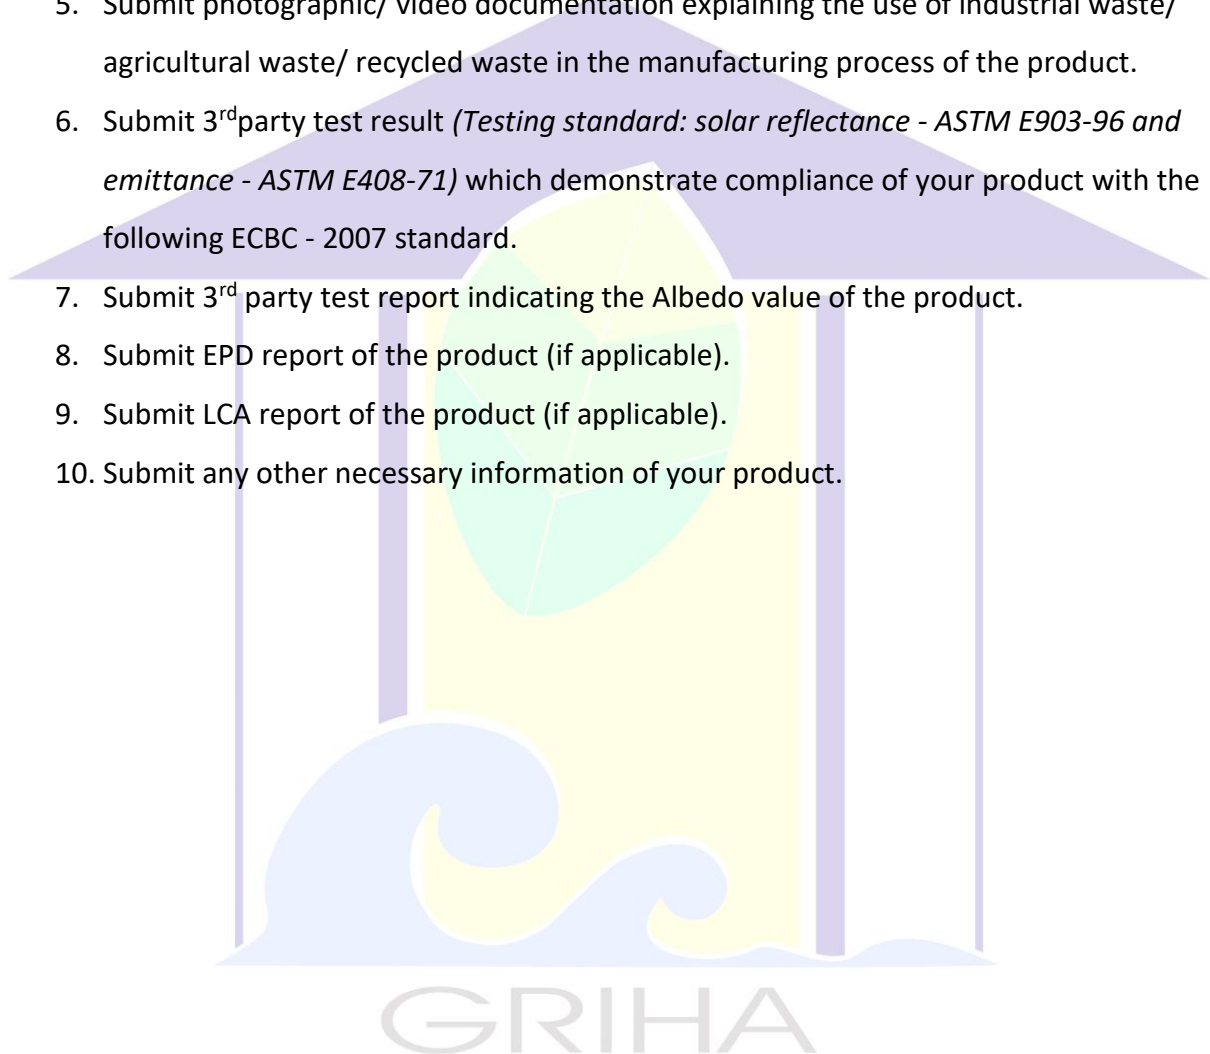 5. Submit photographic/ video documentation explaining the use of industrial waste/
agricultural waste/ recycled waste in the manufacturing process of the product.
6. Submit 3rdparty test result (Testing standard: solar reflectance - ASTM E903-96 and
emittance - ASTM E408-71) which demonstrate compliance of your product with the
following ECBC - 2007 standard.
7. Submit 3rd party test report indicating the Albedo value of the product.
8. Submit EPD report of the product (if applicable).
9. Submit LCA report of the product (if applicable).
10. Submit any other necessary information of your product.
GRIHA